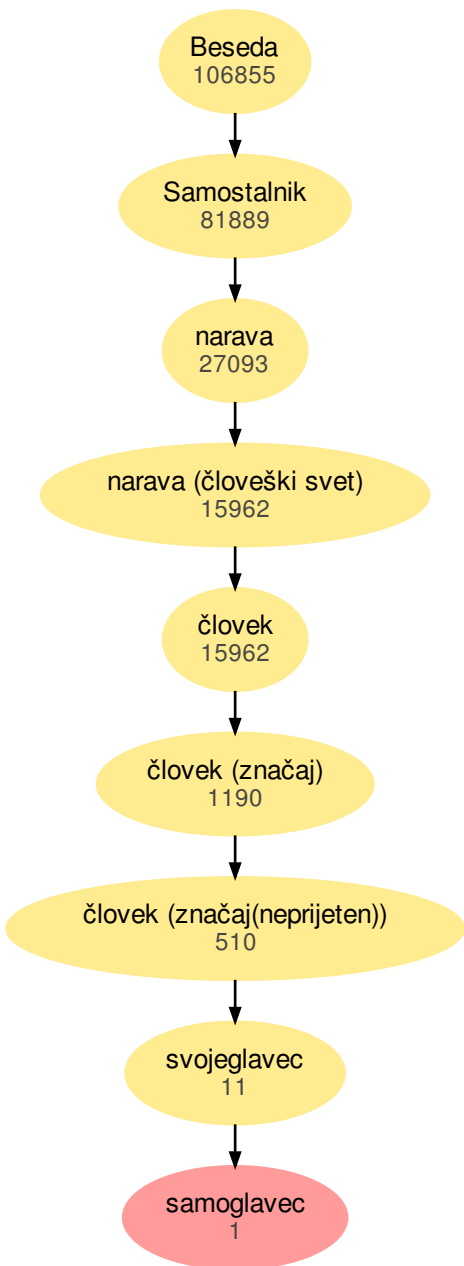 Beseda
106855
Samostalnik
81889
narava
27093
narava (človeški svet)
15962
človek
15962
človek (značaj)
1190
človek (značaj(neprijeten))
510
svojeglavec
11
samoglavec
1